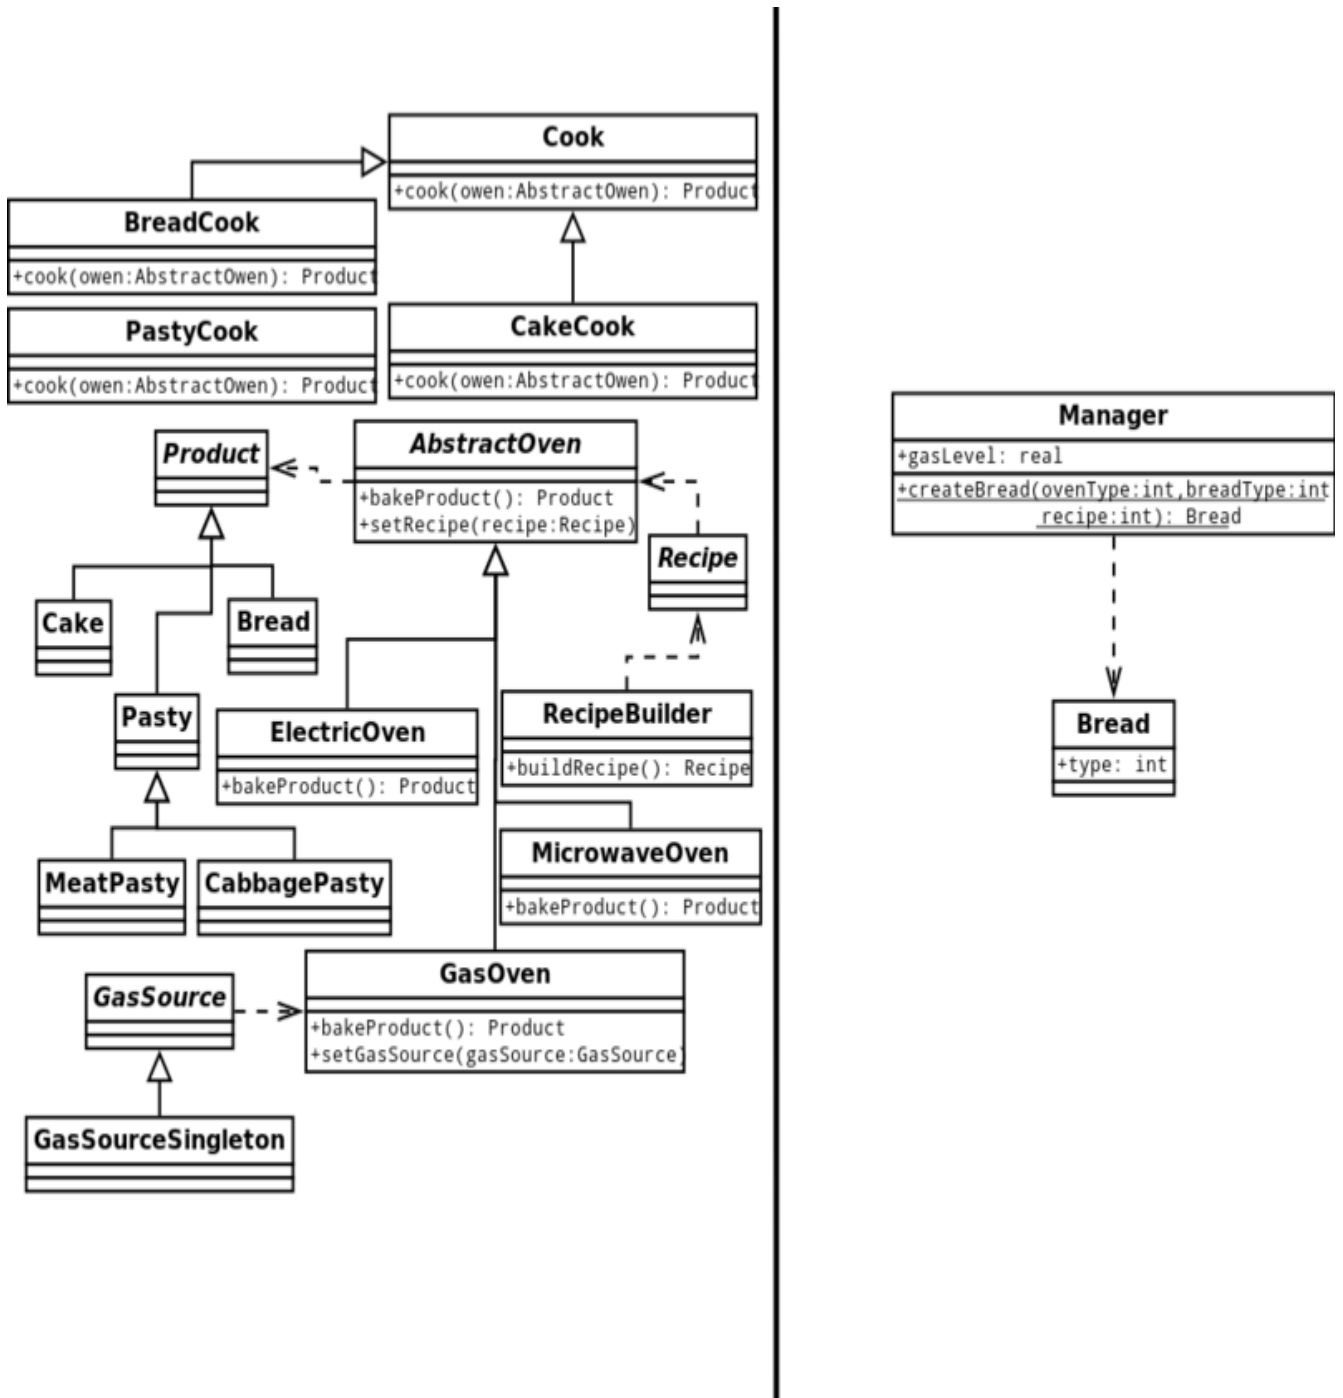 Cook
+cook(owen:AbstractOwen): Product
BreadCook
+cook(owen:AbstractOwen): Product
PastyCook
+cook(owen:AbstractOwen): Product
CakeCook
+cook(owen:AbstractOwen): Product
Product
AbstractOven
+bakeProduct(): Product
+setRecipe(recipe:Recipe)
Recipe
Cake
Bread
Pasty
ElectricOven
+bakeProduct(): Product
RecipeBuilder
+buildRecipe(): Recipe
MeatPasty
CabbagePasty
MicrowaveOven
+bakeProduct(): Product
GasSource
GasOven
+bakeProduct(): Product
+setGasSource(gasSource:GasSource)
GasSourceSingleton
Manager
+gasLevel: real
+createBread(ovenType:int,breadType:int
recipe:int): Bread
Bread
+type: int